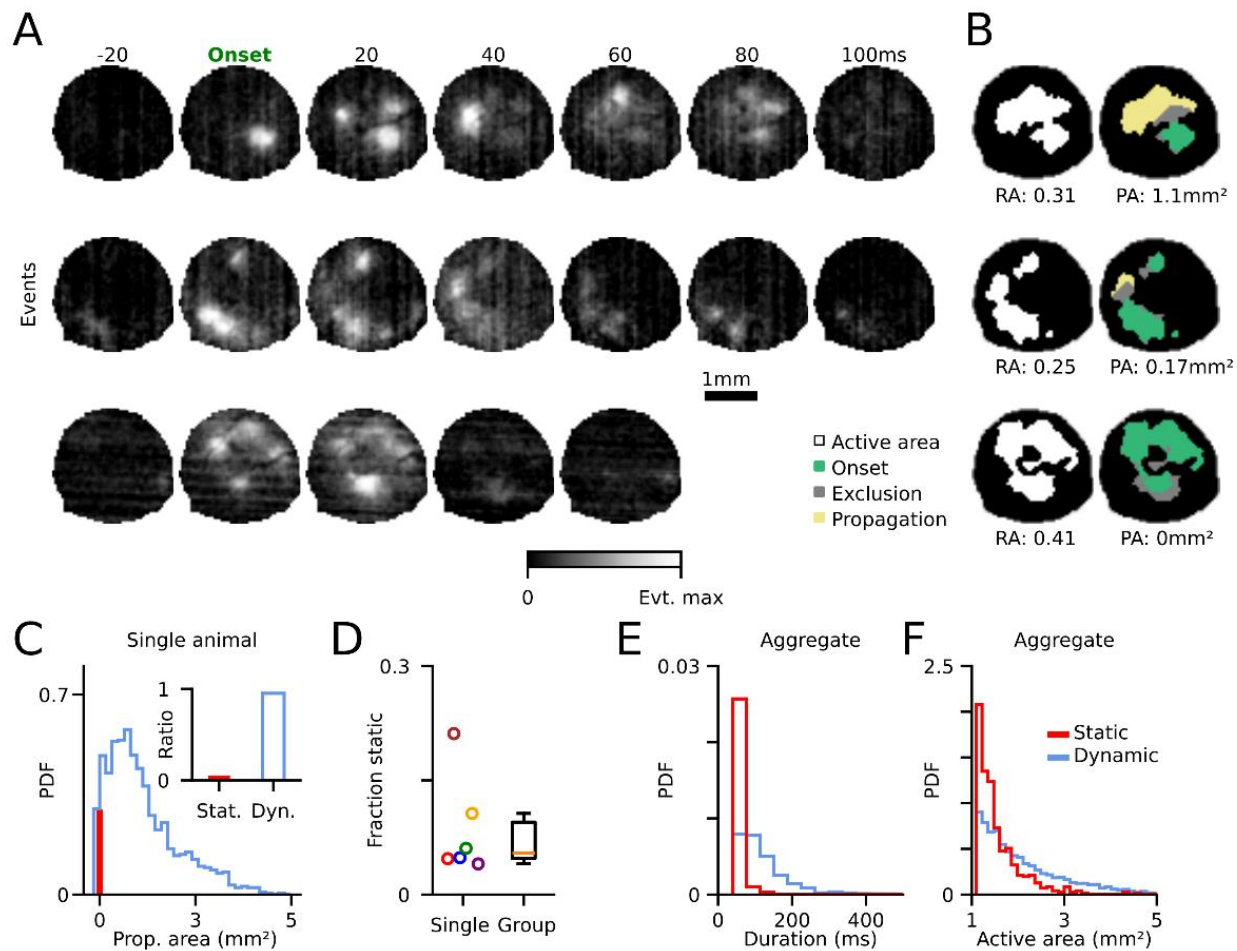 A
B
-20 Onset 20 40 60 80 100ms
RA: 0.31 PA: 1.1mm²
Events
RA: 0.25 PA: 0.17mm²
1mm
Active area
Onset
Exclusion
Propagation
RA: 0.41 PA: 0mm²
0 Evt. max
C Single animal
0.7
0
PDF
1
0
Ratio
Stat. Dyn.
0 3 5
Prop. area (mm²)
D
0.3
0
Fraction static
Single Group
E Aggregate
0.03
0
PDF
0 200 400
Duration (ms)
F Aggregate
2.5
0
PDF
Static
Dynamic
1 3 5
Active area (mm²)